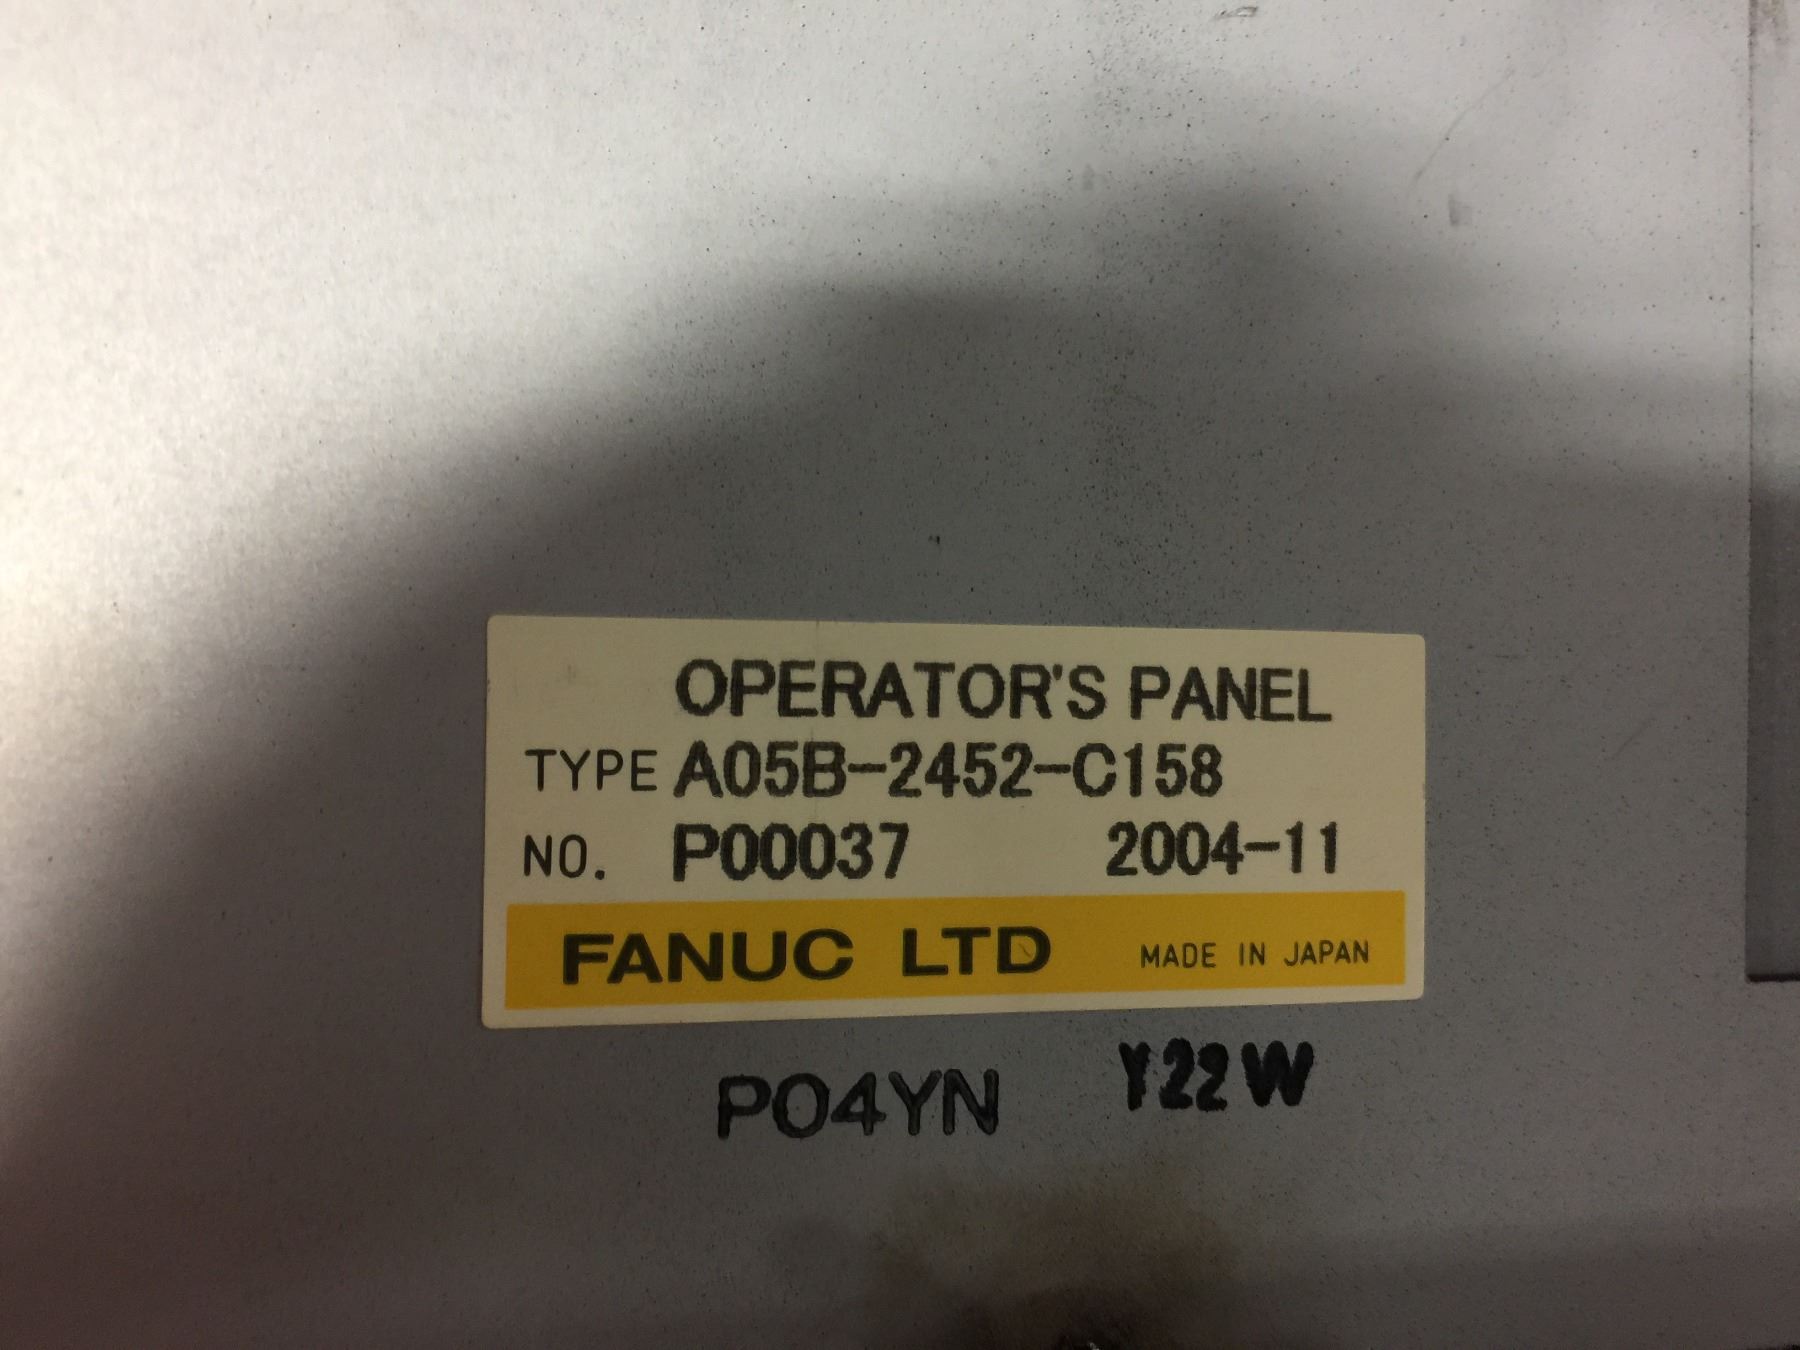 OPERATOR'S PANEL
TYPE A05B-2452-C158
NO. P00037 2004-11
FANUC LTD MADE IN JAPAN
PO4YN Y22W